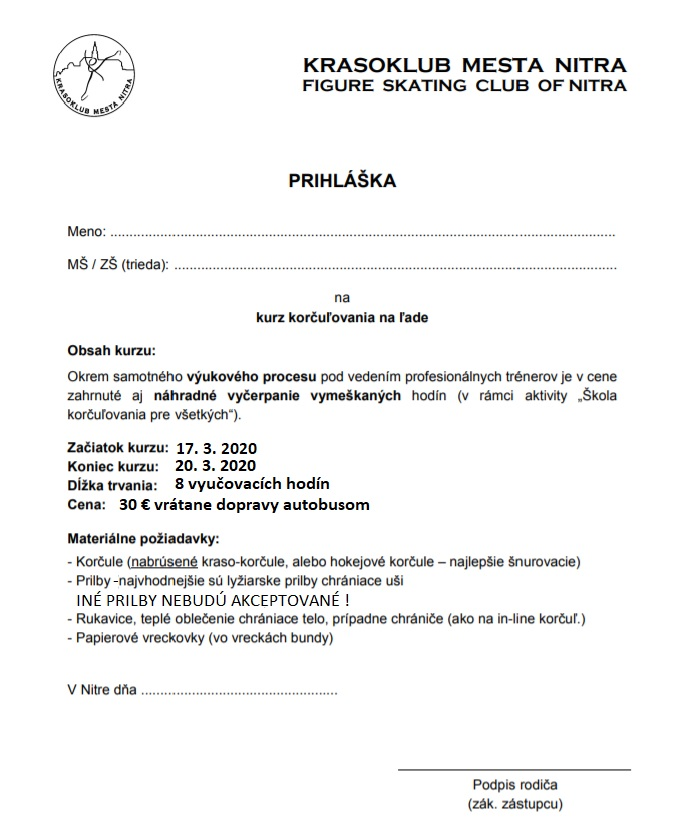 KRASOKLUB MESTA NITRA
KRASOKLUB MESTA NITRA
FIGURE SKATING CLUB OF NITRA
PRIHLÁŠKA
Meno: ....................................................................................................................................
MŠ / ZŠ (trieda): ...................................................................................................................
na
kurz korčuľovania na ľade
Obsah kurzu:
Okrem samotného výukového procesu pod vedením profesionálnych trénerov je v cene
zahrnuté aj náhradné vyčerpanie vymeškaných hodín (v rámci aktivity „Škola
korčuľovania pre všetkých“).
Začiatok kurzu: 17. 3. 2020
Koniec kurzu: 20. 3. 2020
Dĺžka trvania: 8 vyučovacích hodín
Cena: 30 € vrátane dopravy autobusom
Materiálne požiadavky:
- Korčule (nabrúsené kraso-korčule, alebo hokejové korčule – najlepšie šnurovacie)
- Prilby -najvhodnejšie sú lyžiarske prilby chrániace uši
INÉ PRILBY NEBUDÚ AKCEPTOVANÉ !
- Rukavice, teplé oblečenie chrániace telo, prípadne chrániče (ako na in-line korčuľ.)
- Papierové vreckovky (vo vreckách bundy)
V Nitre dňa ...................................................
Podpis rodiča
(zák. zástupcu)